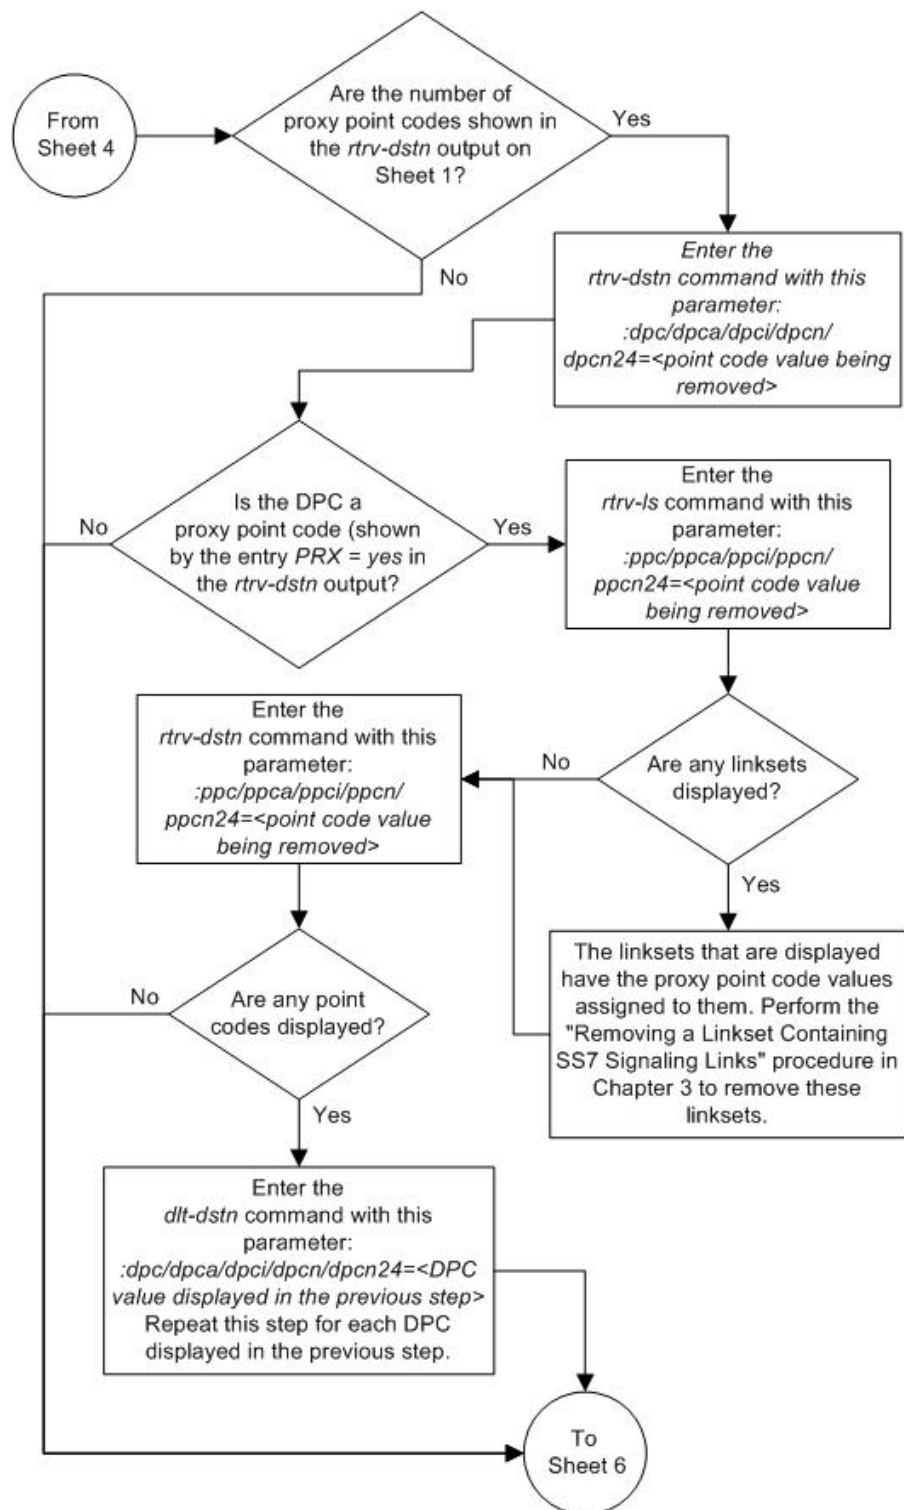 From
Sheet 4
Are the number of
proxy point codes shown in
the rtrv-dstn output on
Sheet 1?
Yes
No
Enter the
rtrv-dstn command with this
parameter:
:dpc/dpca/dpci/dpcn/
dpcn24=<point code value being
removed>
Is the DPC a
proxy point code (shown
by the entry PRX = yes in
the rtrv-dstn output?
No
Yes
Enter the
rtrv-ls command with this
parameter:
:ppc/ppca/ppci/ppcn/
ppcn24=<point code value
being removed>
Are any linksets
displayed?
No
Yes
Enter the
rtrv-dstn command with this
parameter:
:ppc/ppca/ppci/ppcn/
ppcn24=<point code value
being removed>
The linksets that are displayed
have the proxy point code values
assigned to them. Perform the
"Removing a Linkset Containing
SS7 Signaling Links" procedure in
Chapter 3 to remove these
linksets.
Are any point
codes displayed?
No
Yes
Enter the
dlt-dstn command with this
parameter:
:dpc/dpca/dpci/dpcn/dpcn24=<DPC
value displayed in the previous step>
Repeat this step for each DPC
displayed in the previous step.
To
Sheet 6